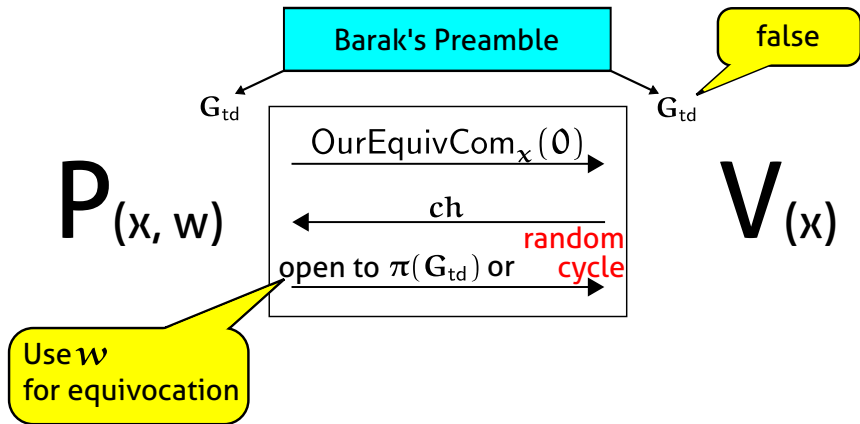 Barak's Preamble
false
G_td
G_td
OurEquivCom_x(0)
P(x, w)
ch
V(x)
random
cycle
open to π(G_td) or
Use w
for equivocation